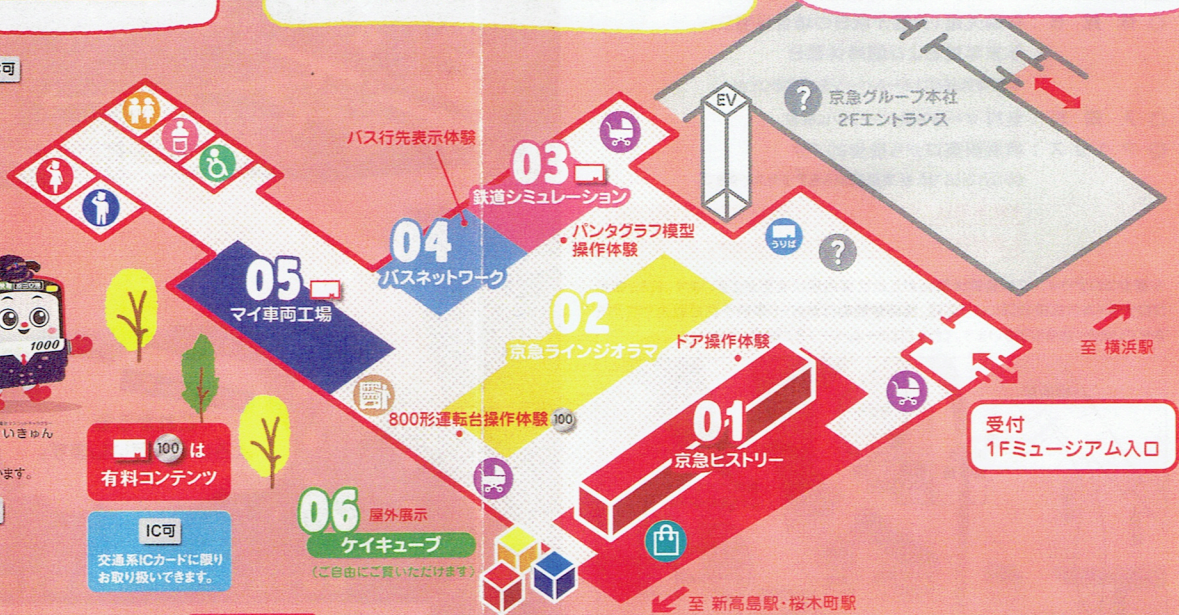 可
EV
?
京急グループ本社
2Fエントランス
バス行先表示体験
03
鉄道シミュレーション
04
バスネットワーク
パンタグラフ模型
操作体験
うりば
?
05
マイ車両工場
02
京急ラインジオラマ
ドア操作体験
至 横浜駅
1000
800形運転台操作体験 100
01
京急ヒストリー
受付
1Fミュージアム入口
いきゅん
100 は
有料コンテンツ
ます。
IC可
交通系ICカードに限り
お取り扱いできます。
06
屋外展示
ケイキューブ
(ご自由にご覧いただけます)
至 新高島駅・桜木町駅